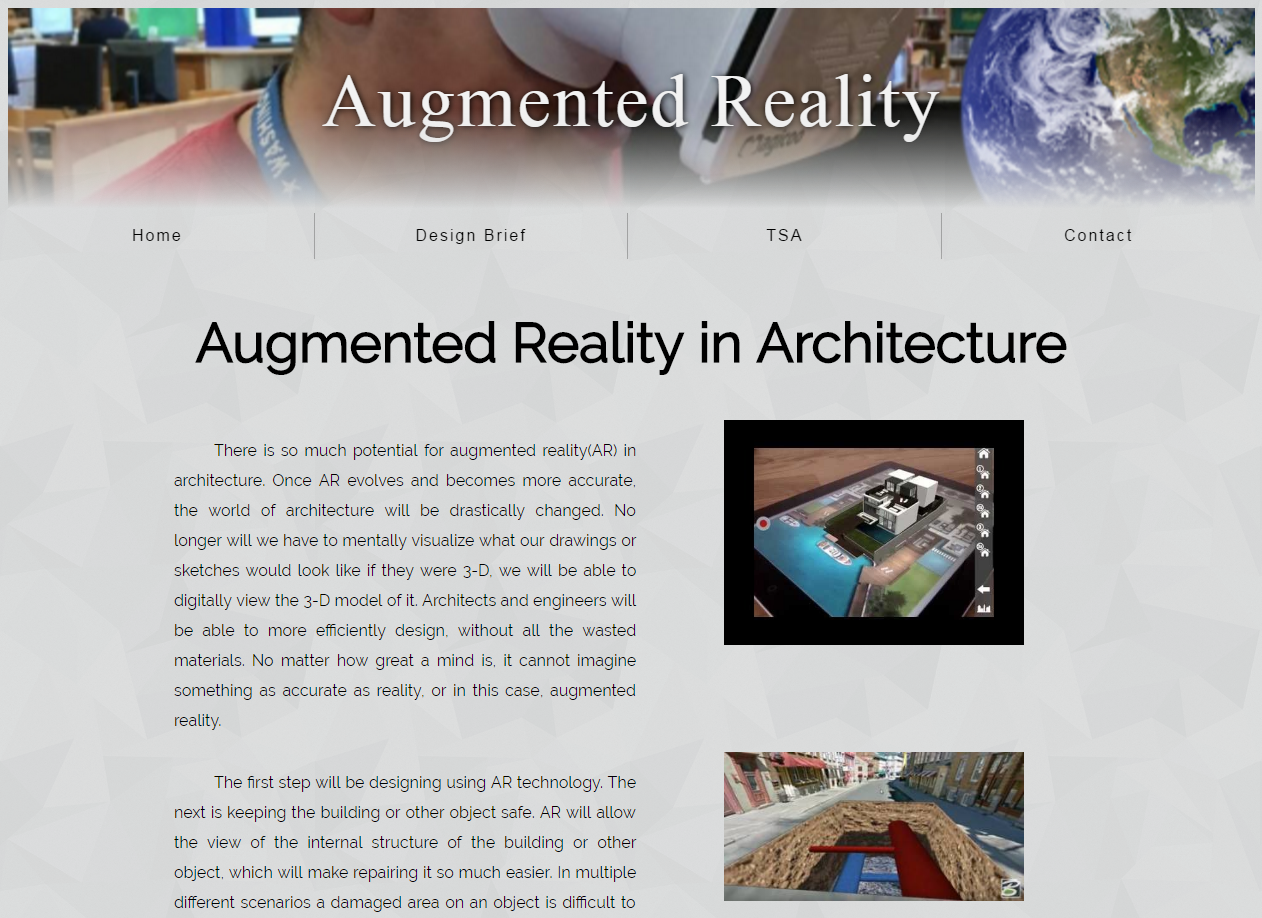 Augmented Reality
Home
Design Brief
TSA
Contact
Augmented Reality in Architecture
There is so much potential for augmented reality(AR) in
architecture. Once AR evolves and becomes more accurate,
the world of architecture will be drastically changed. No
longer will we have to mentally visualize what our drawings or
sketches would look like if they were 3-D, we will be able to
digitally view the 3-D model of it. Architects and engineers will
be able to more efficiently design, without all the wasted
materials. No matter how great a mind is, it cannot imagine
something as accurate as reality, or in this case, augmented
reality.
The first step will be designing using AR technology. The
next is keeping the building or other object safe. AR will allow
the view of the internal structure of the building or other
object, which will make repairing it so much easier. In multiple
different scenarios a damaged area on an object is difficult to